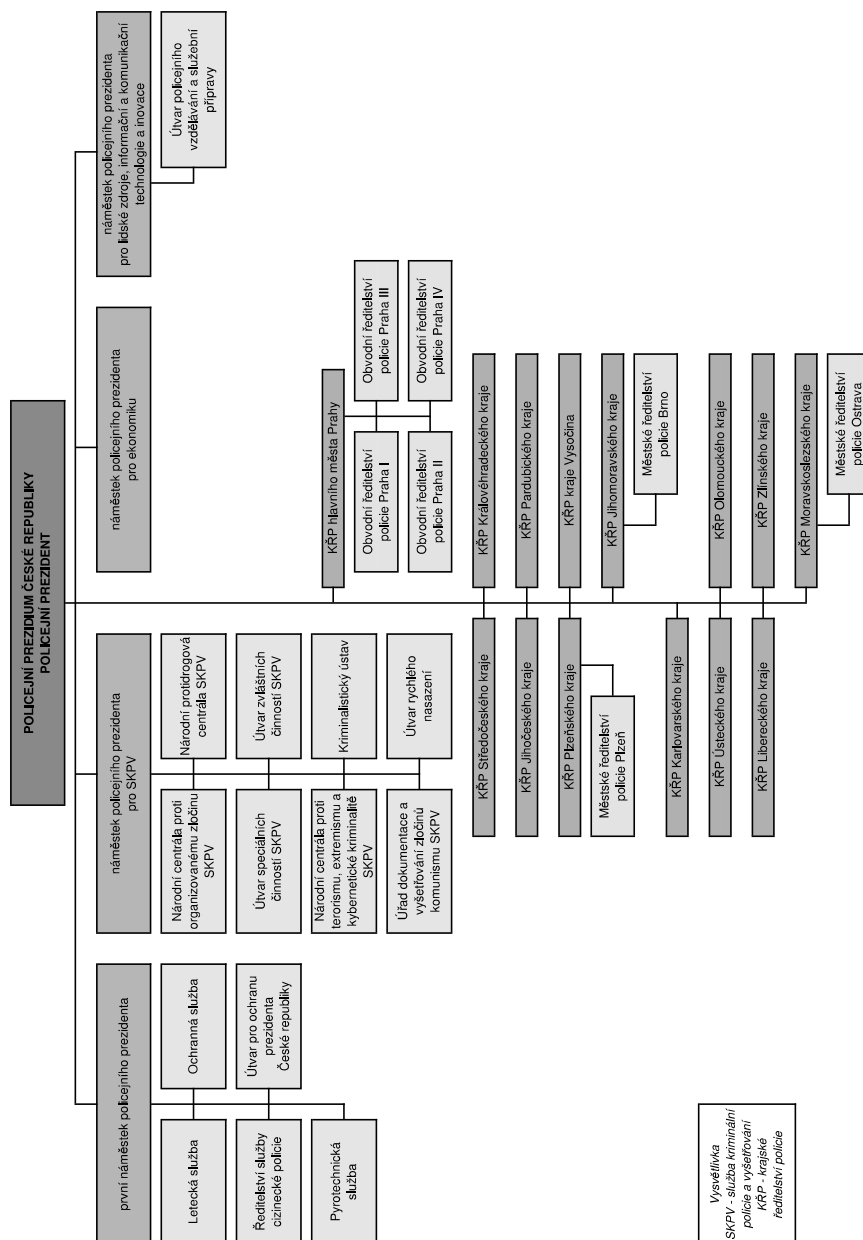 POLICEJNÍ PREZIDIUM ČESKÉ REPUBLIKY
POLICEJNÍ PREZIDENT
první náměstek policejního prezidenta
Letecká služba
Ochranná služba
Ředitelství služby
cizinecké policie
Útvar pro ochranu
prezidenta
České republiky
Pyrotechnická
služba
náměstek policejního prezidenta
pro SKPV
Národní centrála proti
organizovanému zločinu
SKPV
Národní protidrogová
centrála SKPV
Útvar speciálních
činností SKPV
Útvar zvláštních
činností SKPV
Národní centrála proti
terorismu, extremismu a
kybernetické kriminalitě
SKPV
Kriminalistický ústav
Úřad dokumentace a
vyšetřování zločinů
komunismu SKPV
Útvar rychlého
nasazení
náměstek policejního prezidenta
pro ekonomiku
náměstek policejního prezidenta
pro lidské zdroje, informační a komunikační
technologie a inovace
Útvar policejního
vzdělávání a služební
přípravy
KŘP hlavního města Prahy
Obvodní ředitelství
policie Praha I
Obvodní ředitelství
policie Praha III
Obvodní ředitelství
policie Praha II
Obvodní ředitelství
policie Praha IV
KŘP Středočeského kraje
KŘP Královéhradeckého kraje
KŘP Jihočeského kraje
KŘP Pardubického kraje
KŘP Plzeňského kraje
KŘP kraje Vysočina
Městské ředitelství
policie Plzeň
KŘP Jihomoravského kraje
Městské ředitelství
policie Brno
KŘP Karlovarského kraje
KŘP Ústeckého kraje
KŘP Olomouckého kraje
KŘP Libereckého kraje
KŘP Zlínského kraje
KŘP Moravskoslezského kraje
Městské ředitelství
policie Ostrava
Vysvětlivka
SKPV - služba kriminální
policie a vyšetřování
KŘP - krajské
ředitelství policie